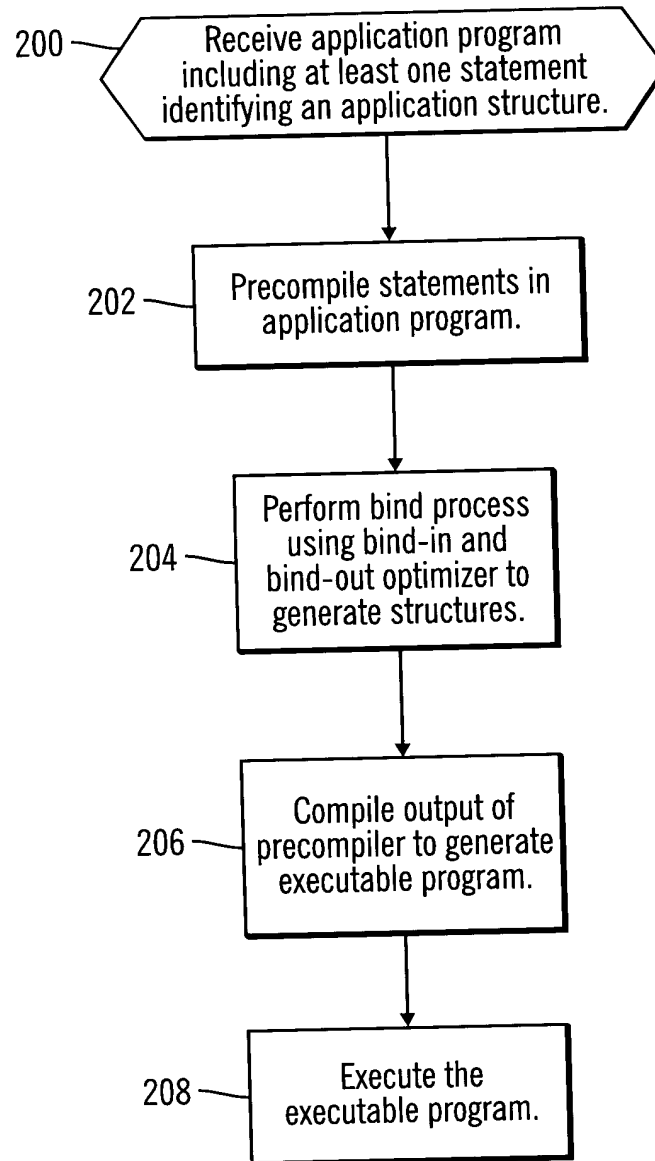 200
Receive application program
including at least one statement
identifying an application structure.
202
Precompile statements in
application program.
204
Perform bind process
using bind-in and
bind-out optimizer to
generate structures.
206
Compile output of
precompiler to generate
executable program.
208
Execute the
executable program.